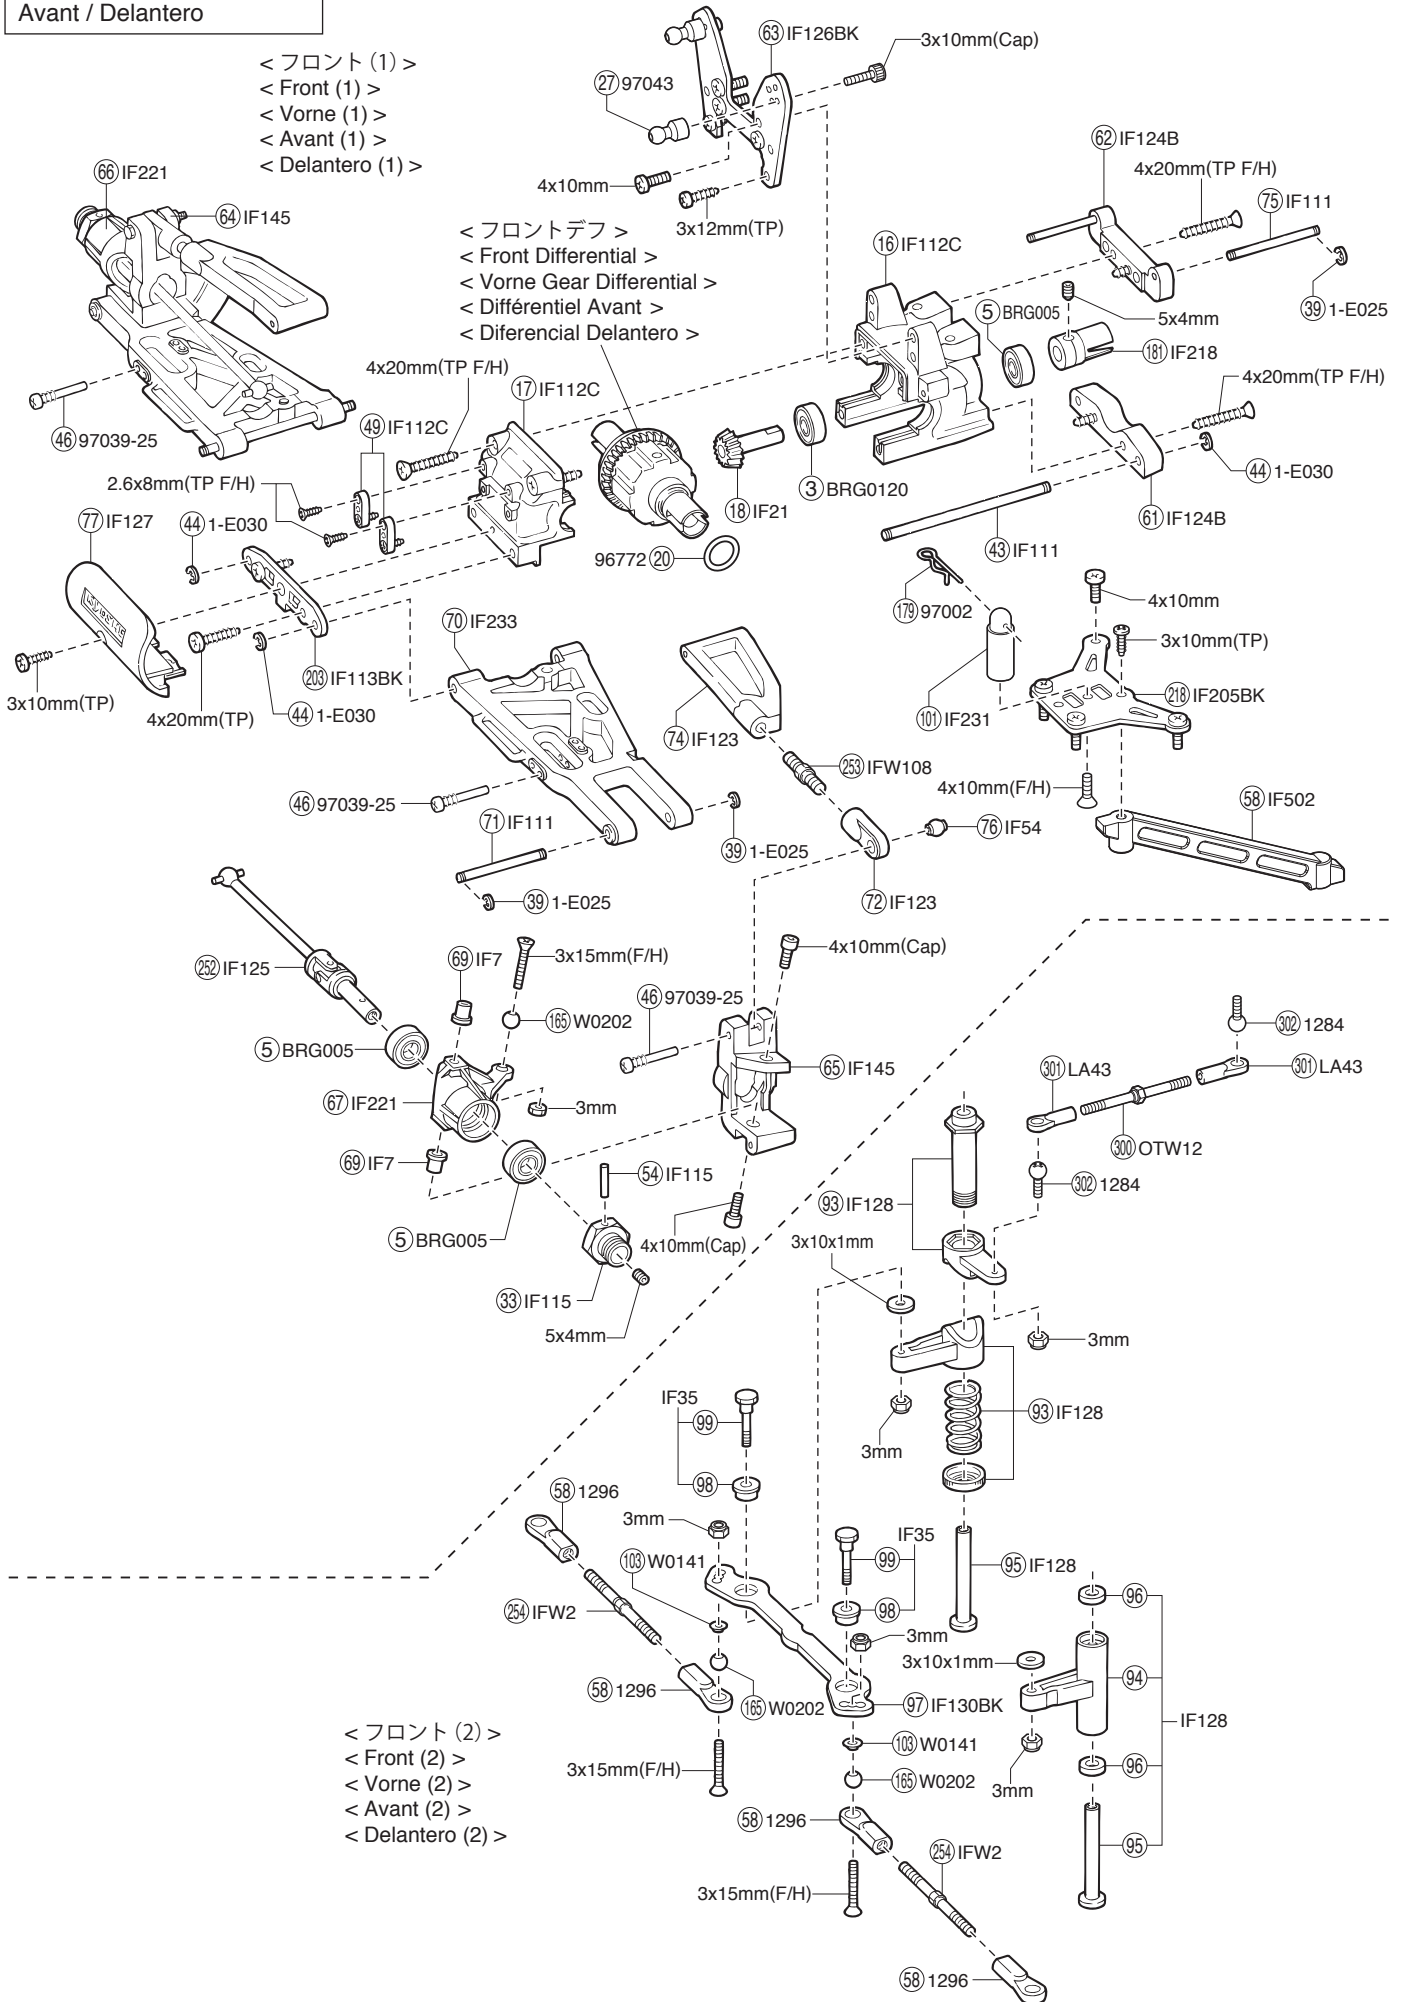 Avant / Delantero
< フロント (1) >
< Front (1) >
< Vorne (1) >
< Avant (1) >
< Delantero (1) >
63 IF126BK
3x10mm(Cap)
27 97043
4x10mm
3x12mm(TP)
62 IF124B
4x20mm(TP F/H)
75 IF111
39 1-E025
66 IF221
64 IF145
46 97039-25
< フロントデフ >
< Front Differential >
< Vorne Gear Differential >
< Différentiel Avant >
< Diferencial Delantero >
16 IF112C
5 BRG005
5x4mm
181 IF218
4x20mm(TP F/H)
4x20mm(TP F/H)
17 IF112C
49 IF112C
2.6x8mm(TP F/H)
77 IF127
44 1-E030
44 1-E030
61 IF124B
3 BRG0120
18 IF21
96772 20
43 IF111
179 97002
4x10mm
3x10mm(TP)
70 IF233
203 IF113BK
3x10mm(TP)
4x20mm(TP)
44 1-E030
74 IF123
101 IF231
218 IF205BK
253 IFW108
4x10mm(F/H)
58 IF502
46 97039-25
71 IF111
39 1-E025
76 IF54
39 1-E025
72 IF123
4x10mm(Cap)
252 IF125
69 IF7
3x15mm(F/H)
46 97039-25
165 W0202
5 BRG005
65 IF145
67 IF221
3mm
69 IF7
54 IF115
5 BRG005
4x10mm(Cap)
33 IF115
5x4mm
302 1284
301 LA43
301 LA43
300 OTW12
302 1284
93 IF128
3x10x1mm
3mm
3mm
93 IF128
IF35
99
98
58 1296
3mm
103 W0141
IF35
99
98
95 IF128
254 IFW2
3mm
96
3x10x1mm
94
58 1296
165 W0202
97 IF130BK
IF128
3x15mm(F/H)
103 W0141
165 W0202
3mm
96
< フロント (2) >
< Front (2) >
< Vorne (2) >
< Avant (2) >
< Delantero (2) >
58 1296
254 IFW2
95
3x15mm(F/H)
58 1296